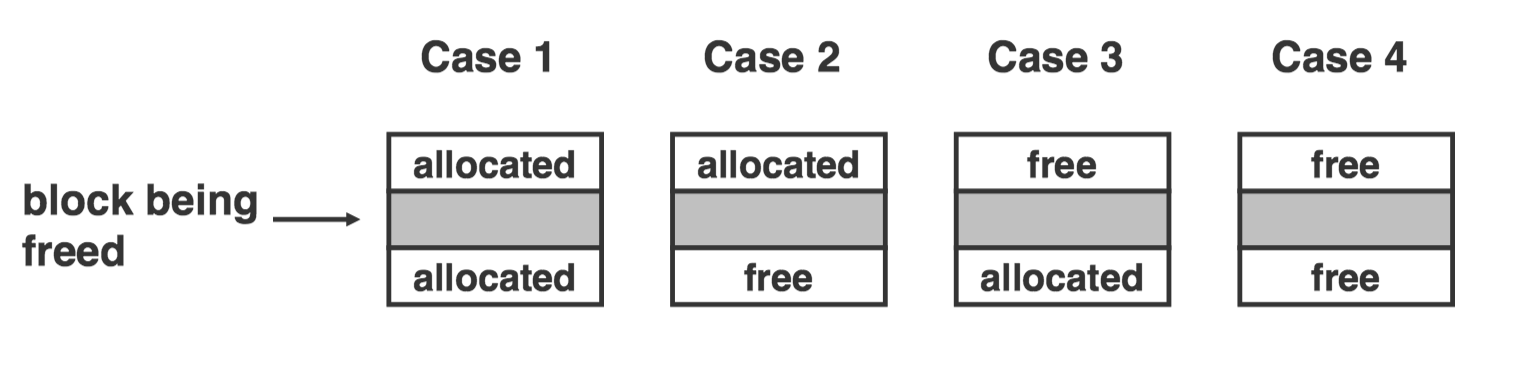 Case 1 Case 2 Case 3 Case 4
allocated allocated free free
block being
freed
allocated free allocated free